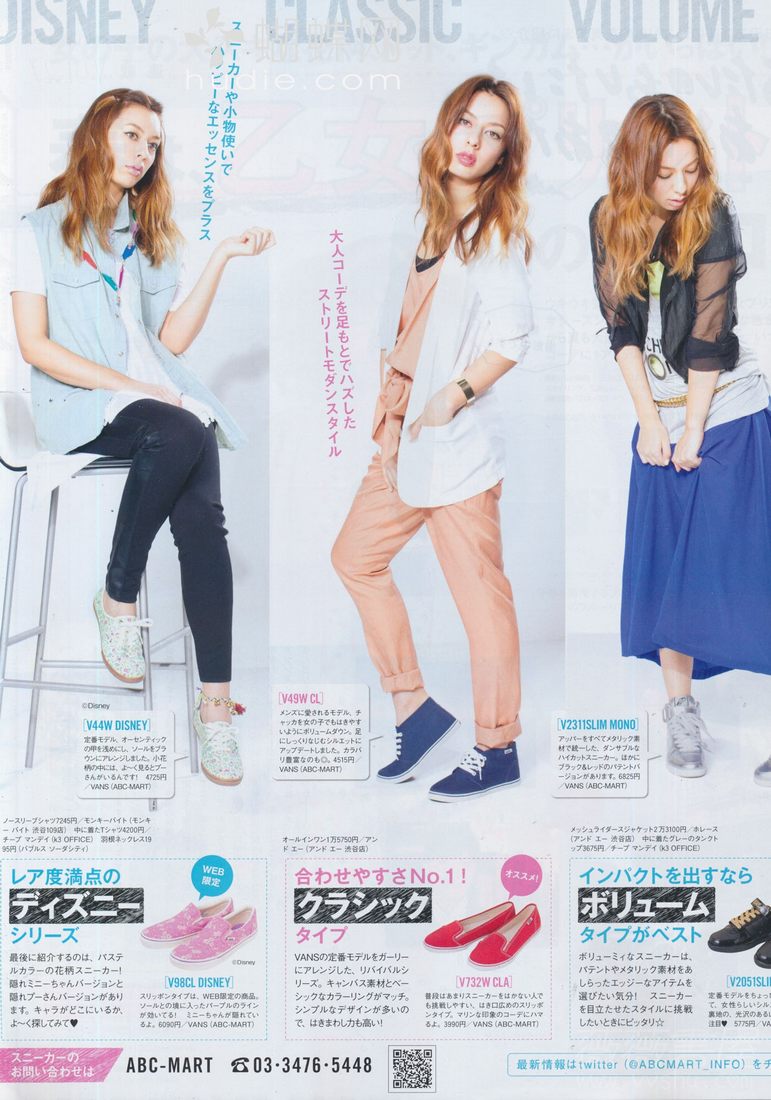 DISNEY
CLASSIC
VOLUME
蝴蝶网
hudie.com
スニーカーや小物使いで
ハッピーなエッセンスをプラス
大人コーデを足もとでハズした
ストリートモダンスタイル
©Disney
[V44W DISNEY]
定番モデル、オーセンティック
の甲を浅めにし、ソールをブラ
ウンにアレンジしました。小花
柄の中には、よ〜く見るとプー
さんがいるんです! 4725円
／VANS（ABC-MART）
[V49W CL]
メンズに愛されるモデル、チャ
ッカを女の子でもはきやすい
ようにボリュームダウン。足
にしっくりなじむシルエットに
アップデートしました。カラバ
リ豊富なのも◎。4515円
／VANS（ABC-MART）
[V2311SLIM MONO]
アッパーをすべてメタリック素
材で統一した、ダンサブルな
ハイカットスニーカー。ほかに
ブラック&レッドのパテントバ
ージョンがあります。6825円
／VANS（ABC-MART）
ノースリーブシャツ7245円／モンキーバイト（モンキ
ー バイト 渋谷109店） 中に着たTシャツ4200円／
チープ マンデイ（k3 OFFICE） 羽根ネックレス19
95円（バブルス ソーダシティ）
オールインワン1万5750円／アン
ド エー（アンド エー 渋谷店）
メッシュライダースジャケット2万3100円／ホレース
（アンド エー 渋谷店） 中に着たグレーのタンクト
ップ3675円／チープ マンデイ（k3 OFFICE）
レア度満点の
ディズニー
シリーズ
WEB
限定
最後に紹介するのは、パステ
ルカラーの花柄スニーカー!
隠れミニーちゃんバージョンと
隠れプーさんバージョンがあり
ます。キャラがどこにいるか、
よ〜く探してみて♥
©Disney
[V98CL DISNEY]
スリッポンタイプは、WEB限定の商品。
ソールとの境に入ったパープルのライン
が効いてる! ミニーちゃんが隠れて
いるよ。6090円／VANS（ABC-MART）
合わせやすさNo.1!
クラシック
タイプ
オススメ!
VANSの定番モデルをガーリー
にアレンジした、リバイバルシ
リーズ。キャンバス素材とベー
シックなカラーリングがマッチ。
シンプルなデザインが多いの
で、はきまわし力も高い!
[V732W CLA]
普段はあまりスニーカーをはかない人で
も挑戦しやすい、はき口広めのスリッポ
ンタイプ。マリンな印象のコーデにハマ
るよ。3990円／VANS（ABC-MART）
インパクトを出すなら
ボリューム
タイプがベスト
ボリューミィなスニーカーは、
パテントやメタリック素材をあ
しらったエッジーなアイテムを
選びたい気分! スニーカー
を目立たせたスタイルに挑戦
したいときにピッタリ☆
[V2051SL
定番モデルをちょっ
て、女性らしいシル
裏地の、光沢のある
注目♥ 5775円／VA
スニーカーの
お問い合わせは
ABC-MART
☎03・3476・5448
最新情報はtwitter（@ABCMART_INFO）をチ